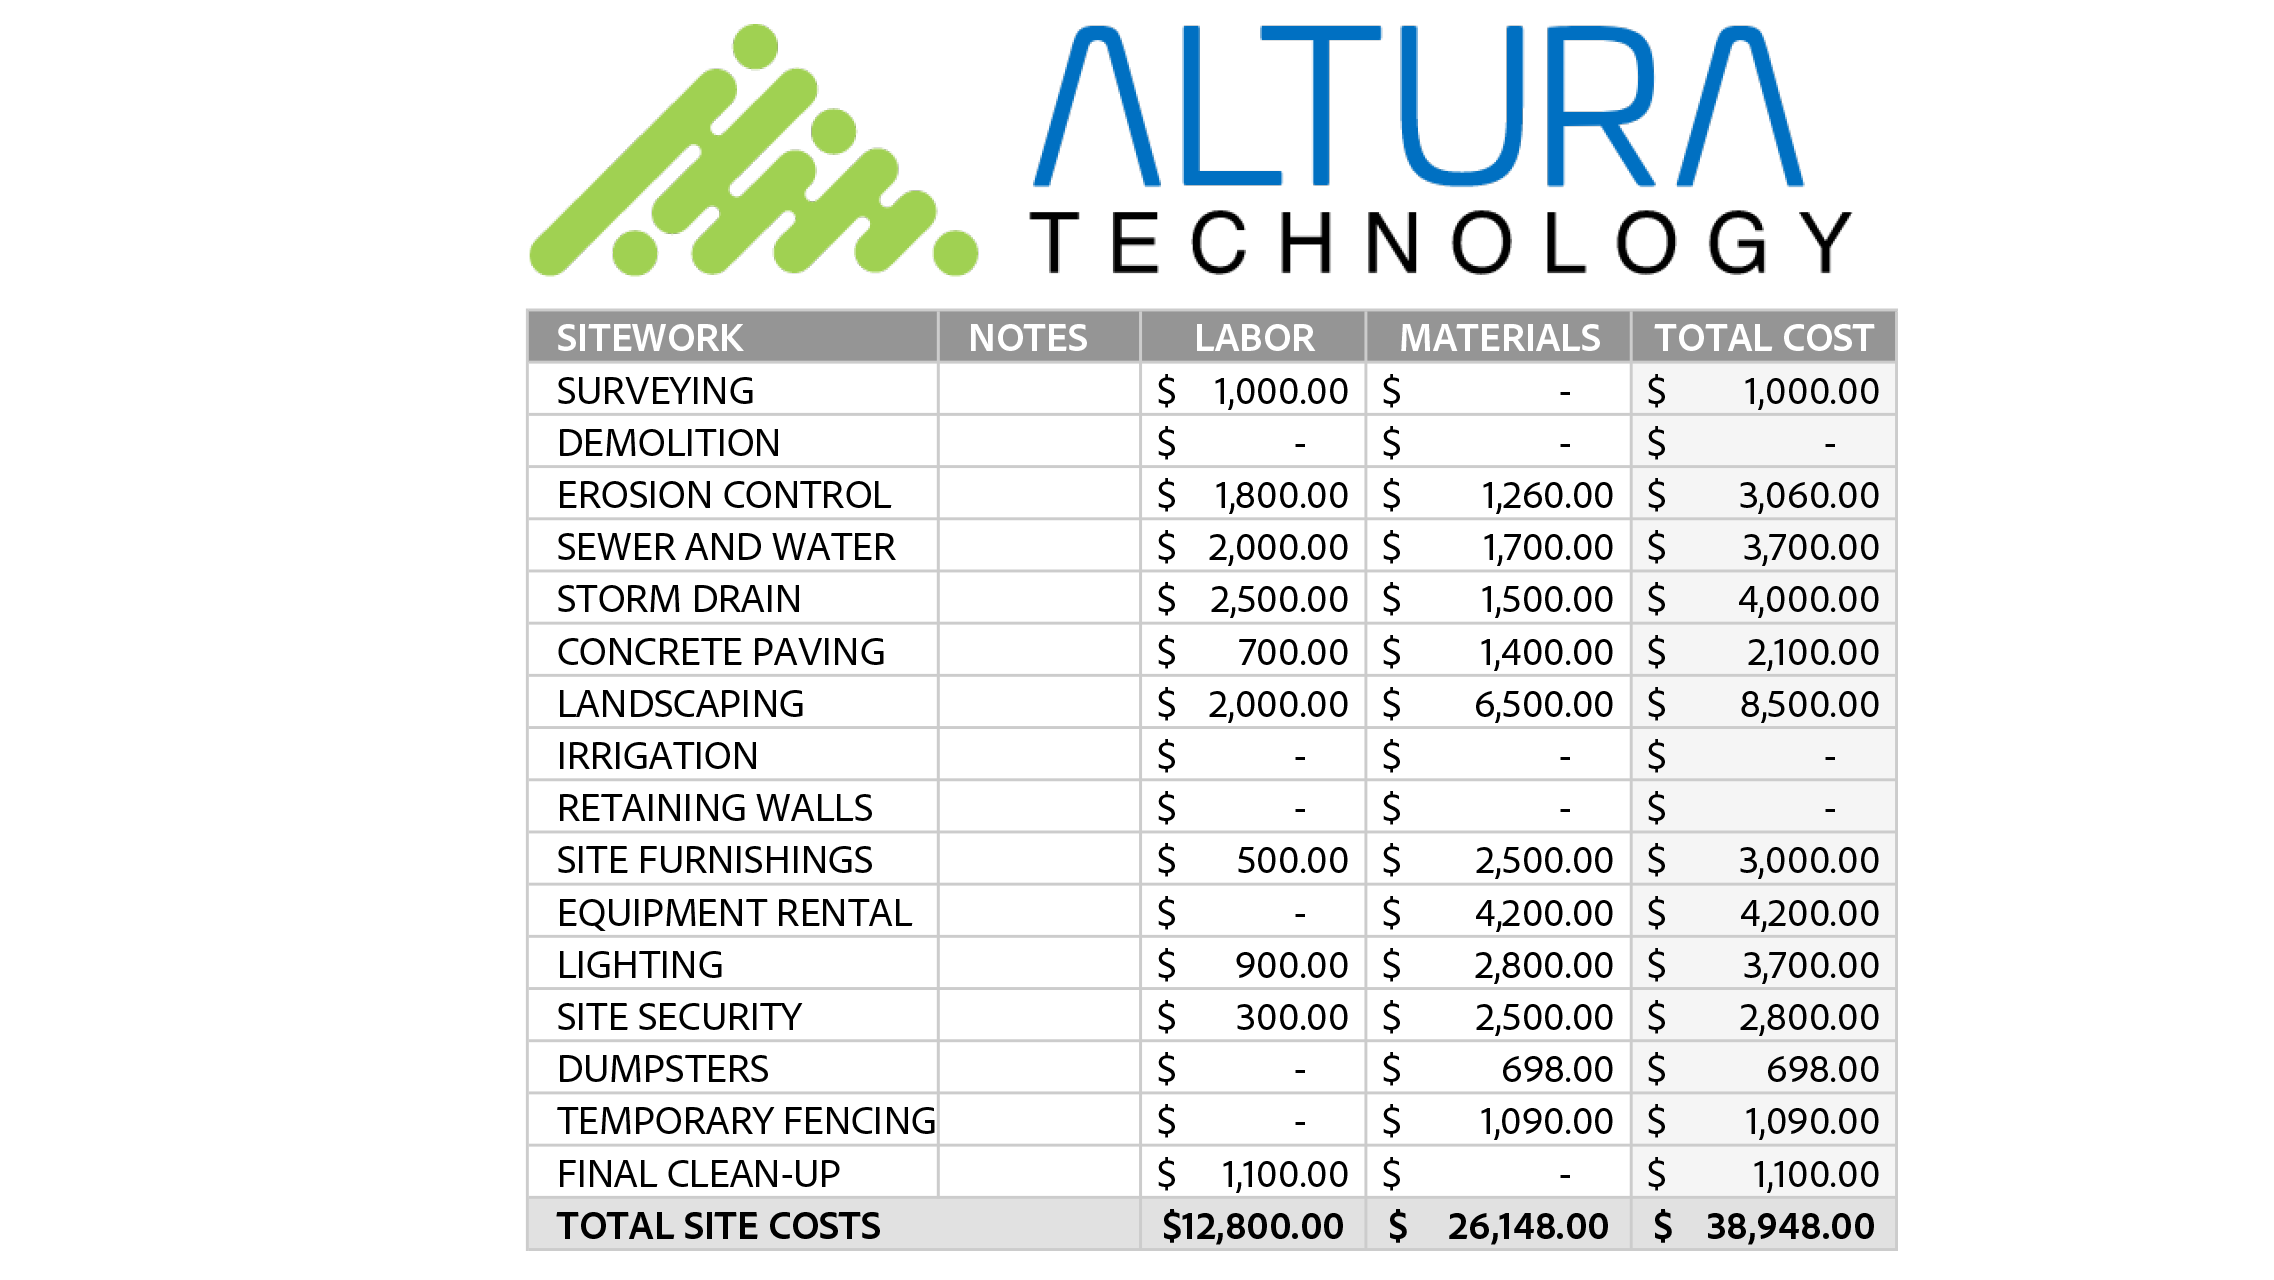 ALTURA
TECHNOLOGY
SITEWORK NOTES LABOR MATERIALS TOTAL COST
SURVEYING $ 1,000.00 $ - $ 1,000.00
DEMOLITION $ - $ - $ -
EROSION CONTROL $ 1,800.00 $ 1,260.00 $ 3,060.00
SEWER AND WATER $ 2,000.00 $ 1,700.00 $ 3,700.00
STORM DRAIN $ 2,500.00 $ 1,500.00 $ 4,000.00
CONCRETE PAVING $ 700.00 $ 1,400.00 $ 2,100.00
LANDSCAPING $ 2,000.00 $ 6,500.00 $ 8,500.00
IRRIGATION $ - $ - $ -
RETAINING WALLS $ - $ - $ -
SITE FURNISHINGS $ 500.00 $ 2,500.00 $ 3,000.00
EQUIPMENT RENTAL $ - $ 4,200.00 $ 4,200.00
LIGHTING $ 900.00 $ 2,800.00 $ 3,700.00
SITE SECURITY $ 300.00 $ 2,500.00 $ 2,800.00
DUMPSTERS $ - $ 698.00 $ 698.00
TEMPORARY FENCING $ - $ 1,090.00 $ 1,090.00
FINAL CLEAN-UP $ 1,100.00 $ - $ 1,100.00
TOTAL SITE COSTS $12,800.00 $ 26,148.00 $ 38,948.00